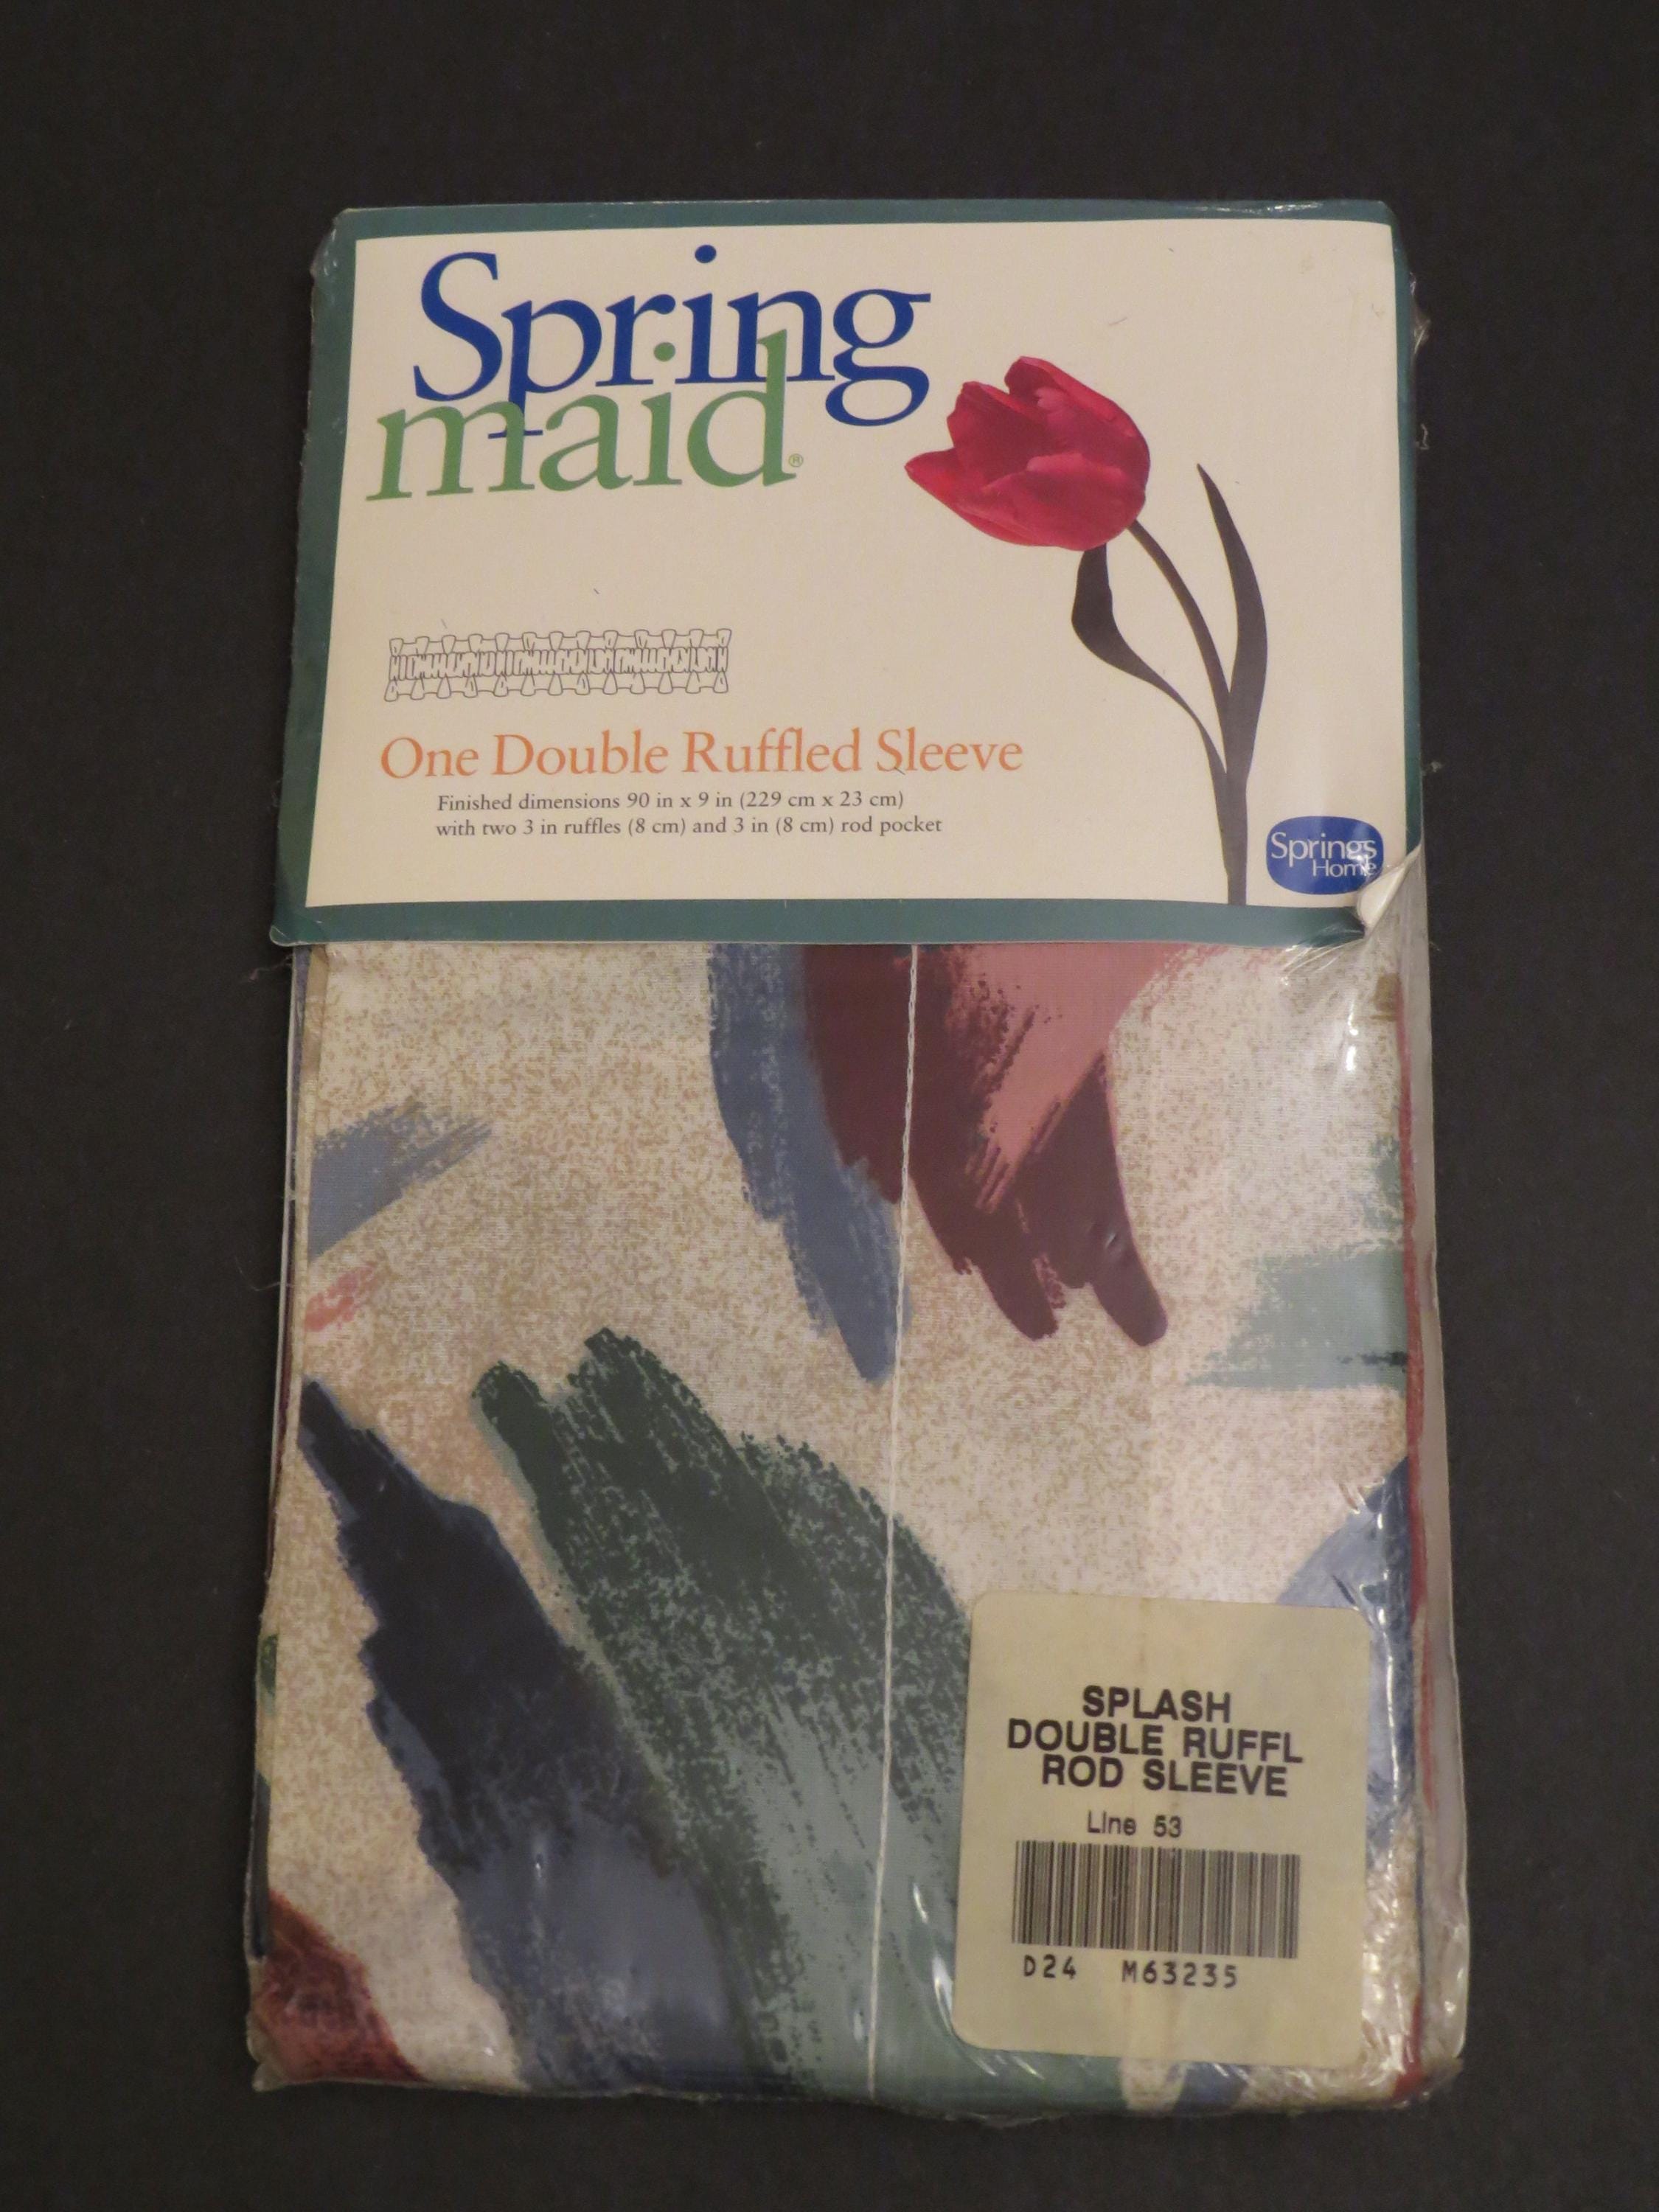 Spring
maid®
One Double Ruffled Sleeve
Finished dimensions 90 in x 9 in (229 cm x 23 cm)
with two 3 in ruffles (8 cm) and 3 in (8 cm) rod pocket
Springs
Home
SPLASH
DOUBLE RUFFL
ROD SLEEVE
Line 53
D24 M63235